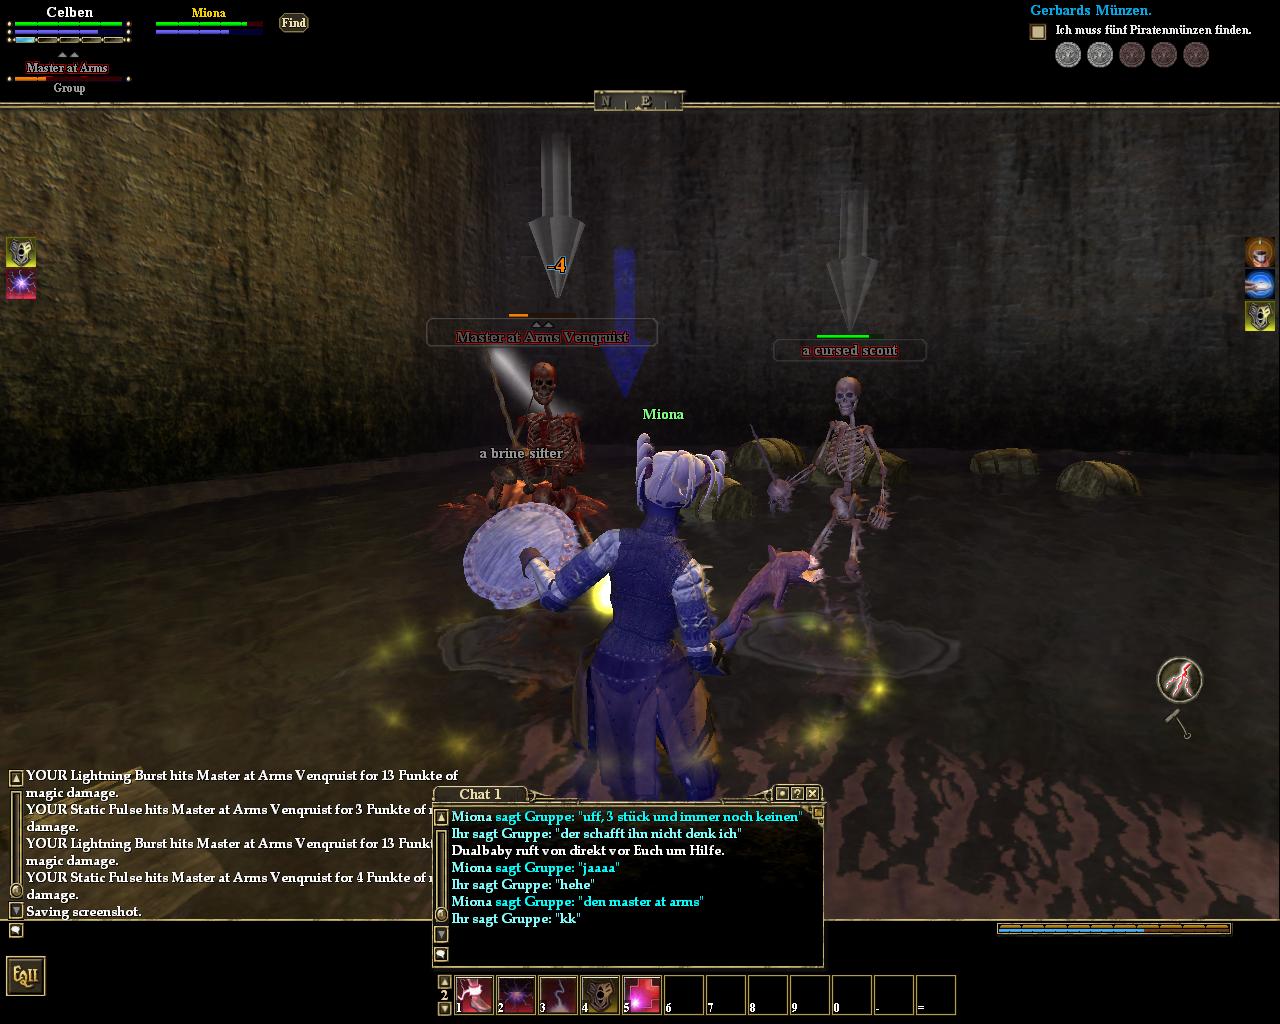 Celben
Miona
Find
Master at Arms
Group
Gerbards Münzen.
Ich muss fünf Piratenmünzen finden.
N E
-4
Master at Arms Venqruist
a cursed scout
Miona
a brine sifter
YOUR Lightning Burst hits Master at Arms Venqruist for 13 Punkte of
magic damage.
YOUR Static Pulse hits Master at Arms Venqruist for 3 Punkte of
damage.
YOUR Lightning Burst hits Master at Arms Venqruist for 13 Punkt
magic damage.
YOUR Static Pulse hits Master at Arms Venqruist for 4 Punkte of
damage.
Saving screenshot.
Chat 1
Miona sagt Gruppe: "uff, 3 stück und immer noch keinen"
Ihr sagt Gruppe: "der schafft ihn nicht denk ich"
Dualbaby ruft von direkt vor Euch um Hilfe.
Miona sagt Gruppe: "jaaaa"
Ihr sagt Gruppe: "hehe"
Miona sagt Gruppe: "den master at arms"
Ihr sagt Gruppe: "kk"
EQII
2
1 2 3 4 5 6 7 8 9 0 - =